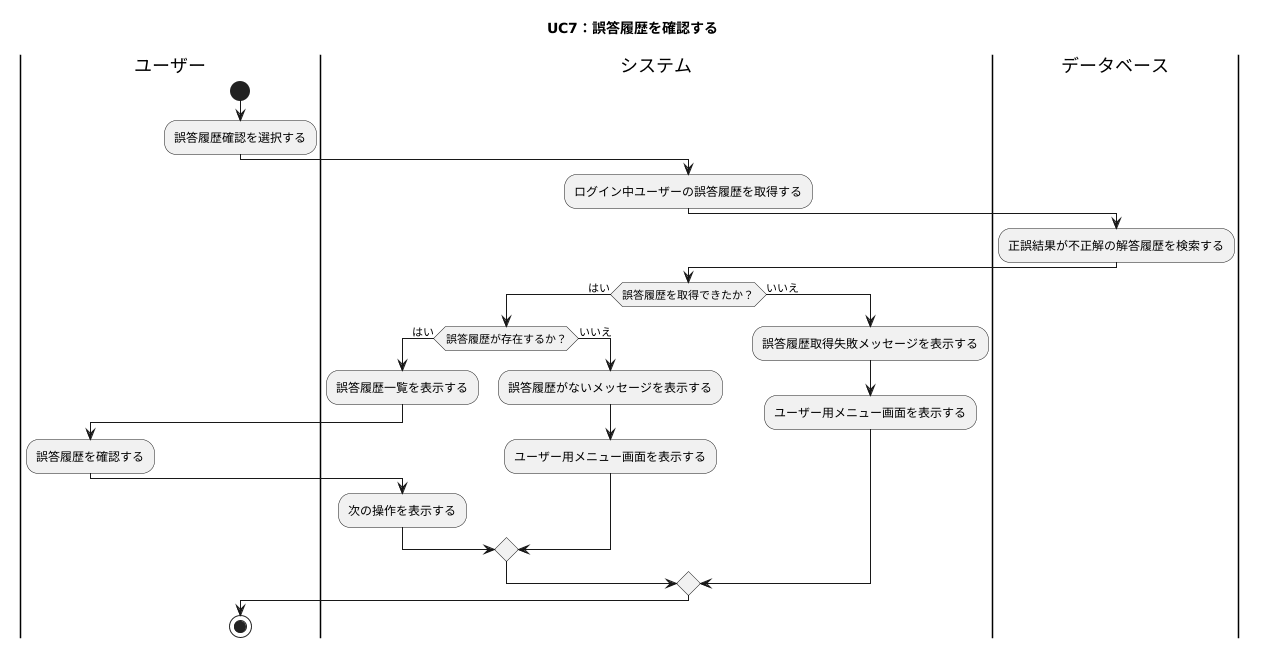 UC7：誤答履歴を確認する
ユーザー
システム
データベース
誤答履歴確認を選択する
ログイン中ユーザーの誤答履歴を取得する
正誤結果が不正解の解答履歴を検索する
はい
誤答履歴を取得できたか？
いいえ
はい
誤答履歴が存在するか？
いいえ
誤答履歴取得失敗メッセージを表示する
誤答履歴一覧を表示する
誤答履歴がないメッセージを表示する
ユーザー用メニュー画面を表示する
誤答履歴を確認する
ユーザー用メニュー画面を表示する
次の操作を表示する